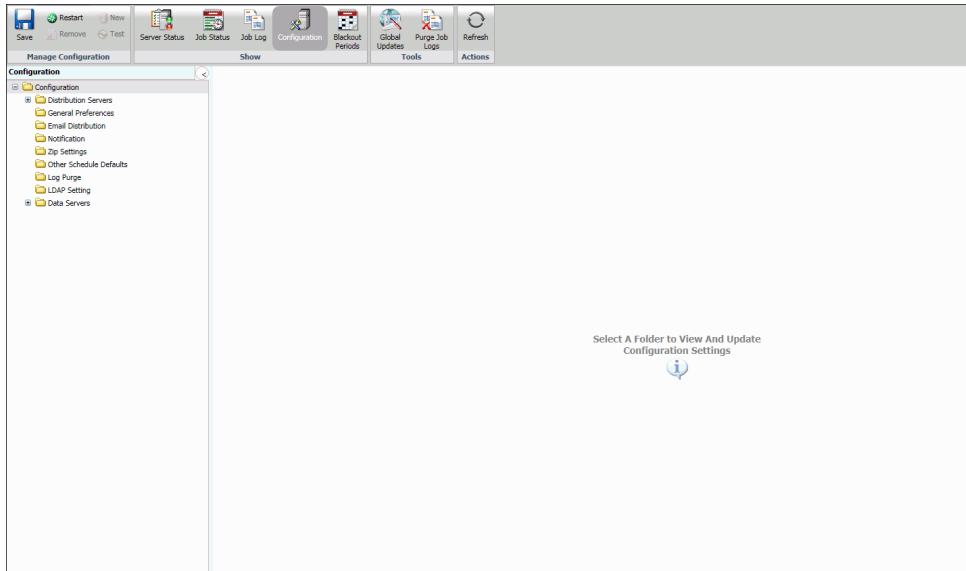 Restart New
Save Remove Test
Manage Configuration
Server Status Job Status Job Log Configuration Blackout Periods
Show
Global Updates Purge Job Logs
Tools
Refresh
Actions
Configuration
Configuration
Distribution Servers
General Preferences
Email Distribution
Notification
Zip Settings
Other Schedule Defaults
Log Purge
LDAP Setting
Data Servers
Select A Folder to View And Update
Configuration Settings